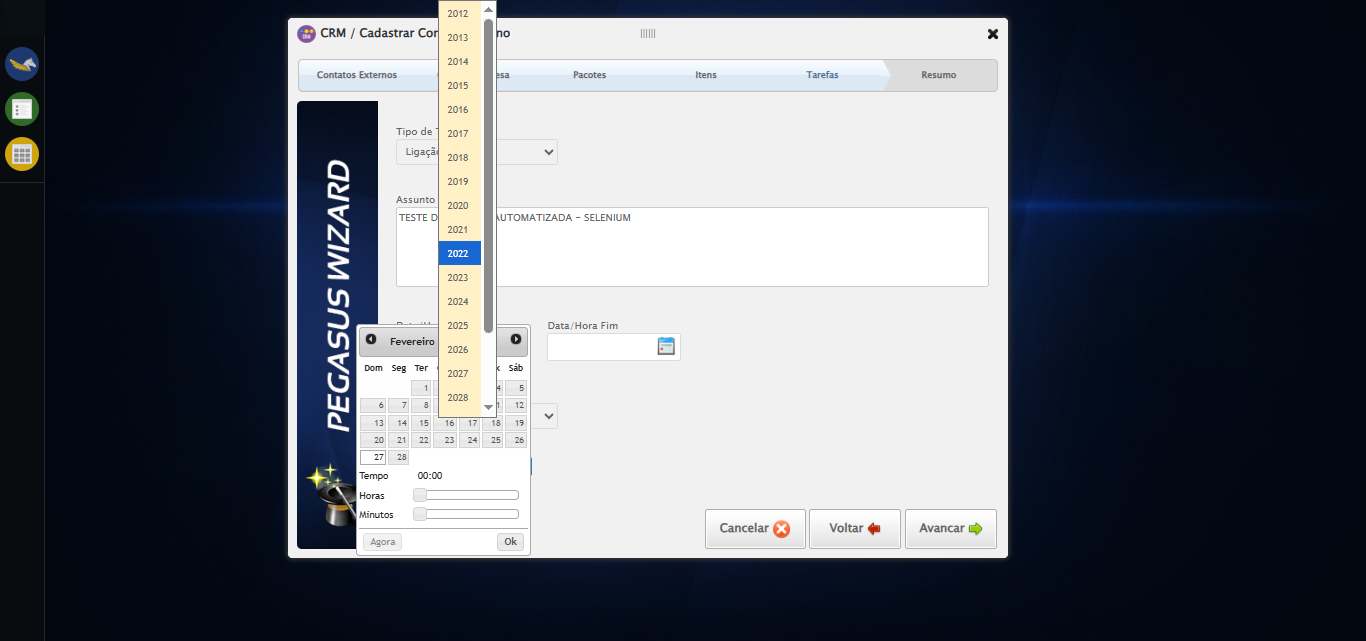 CRM / Cadastrar Con
no
Contatos Externos
esa
Pacotes
Itens
Tarefas
Resumo
PEGASUS WIZARD
Tipo de T
Ligaçã
Assunto
TESTE D
AUTOMATIZADA - SELENIUM
2012
2013
2014
2015
2016
2017
2018
2019
2020
2021
2022
2023
2024
2025
2026
2027
2028
Data/Hora Fim
Fevereiro
Dom Seg Ter Sáb
1 4 5
6 7 8 12
13 14 15 16 17 18 19
20 21 22 23 24 25 26
27 28
Tempo 00:00
Horas
Minutos
Agora Ok
Cancelar
Voltar
Avancar